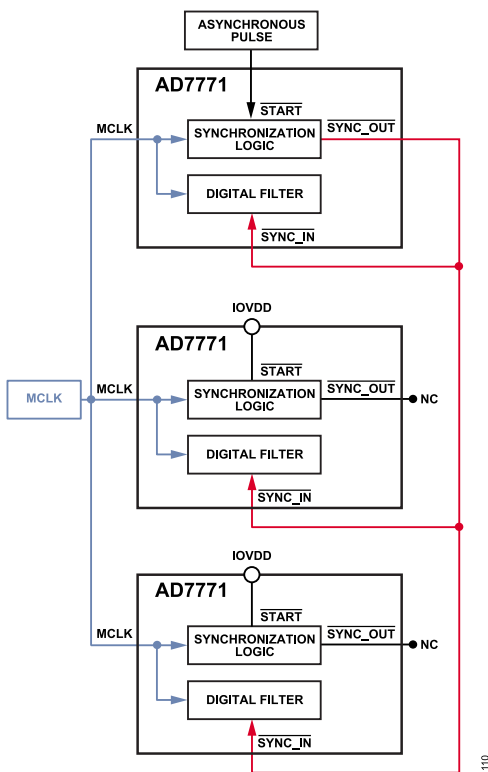 ASYNCHRONOUS
PULSE
AD7771
START
MCLK
SYNCHRONIZATION
LOGIC
SYNC_OUT
DIGITAL FILTER
SYNC_IN
IOVDD
AD7771
START
MCLK
MCLK
SYNCHRONIZATION
LOGIC
SYNC_OUT
NC
DIGITAL FILTER
SYNC_IN
IOVDD
AD7771
START
MCLK
SYNCHRONIZATION
LOGIC
SYNC_OUT
NC
DIGITAL FILTER
SYNC_IN
110